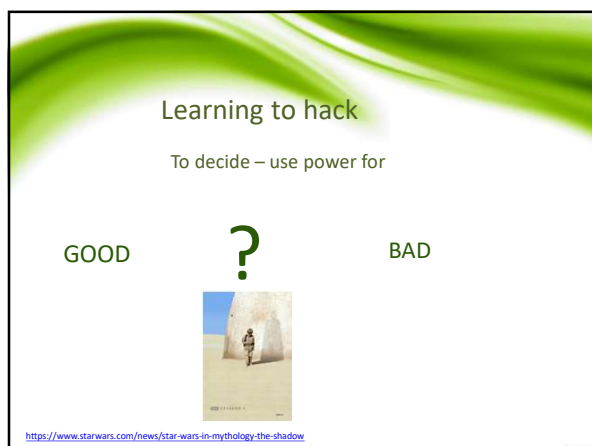 Learning to hack
To decide – use power for
GOOD
?
BAD
https://www.starwars.com/news/star-wars-in-mythology-the-shadow